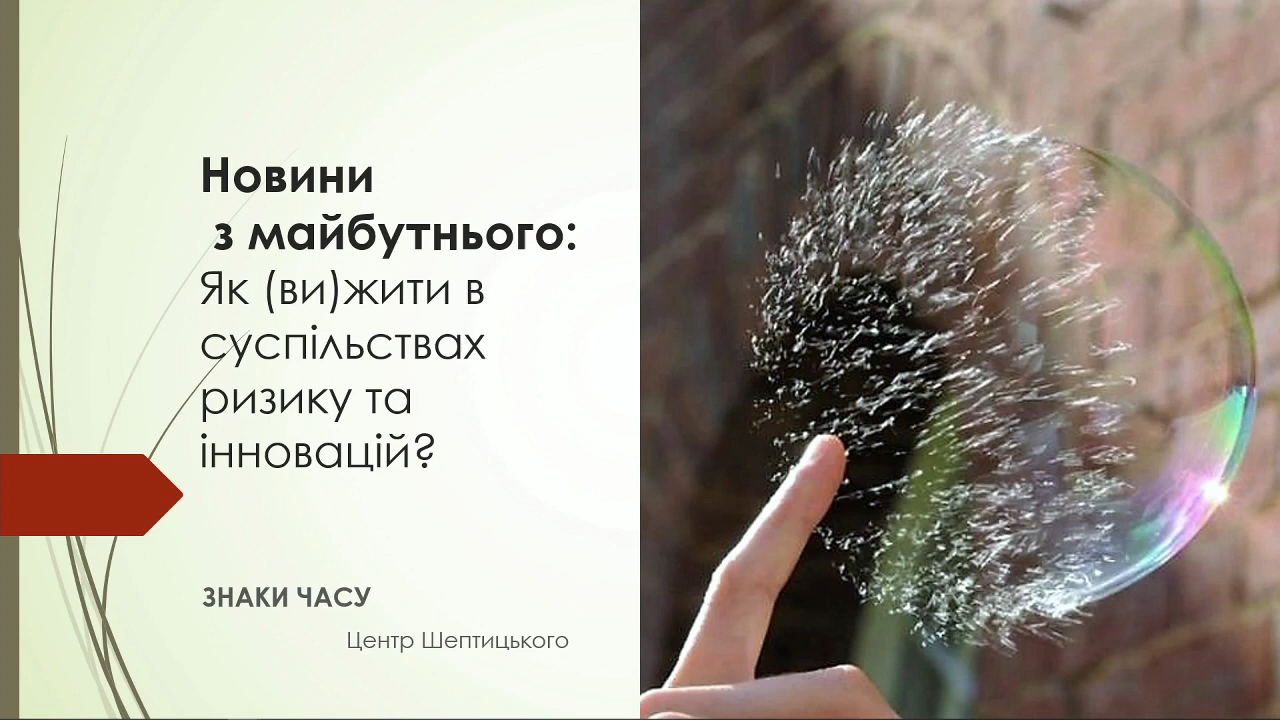 Новини
з майбутнього:
Як (ви)жити в
суспільствах
ризику та
інновацій?
ЗНАКИ ЧАСУ
Центр Шептицького